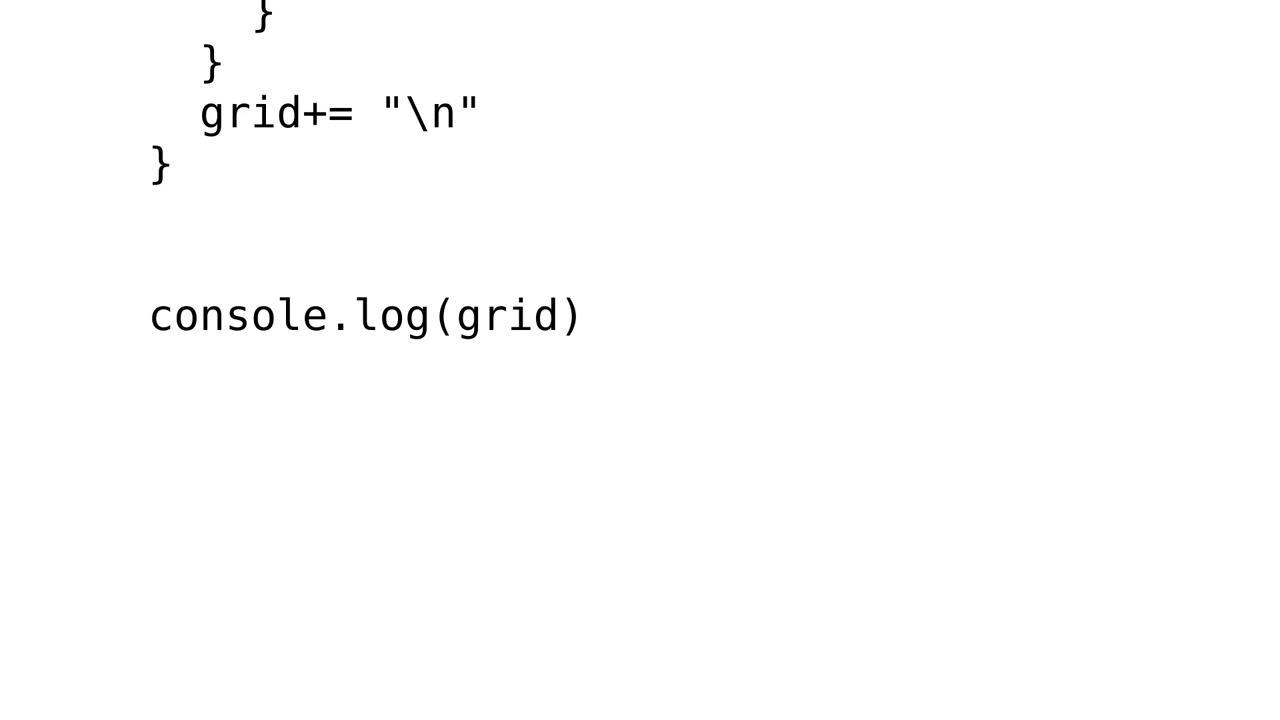 }
}
grid+= "\n"
}
console.log(grid)